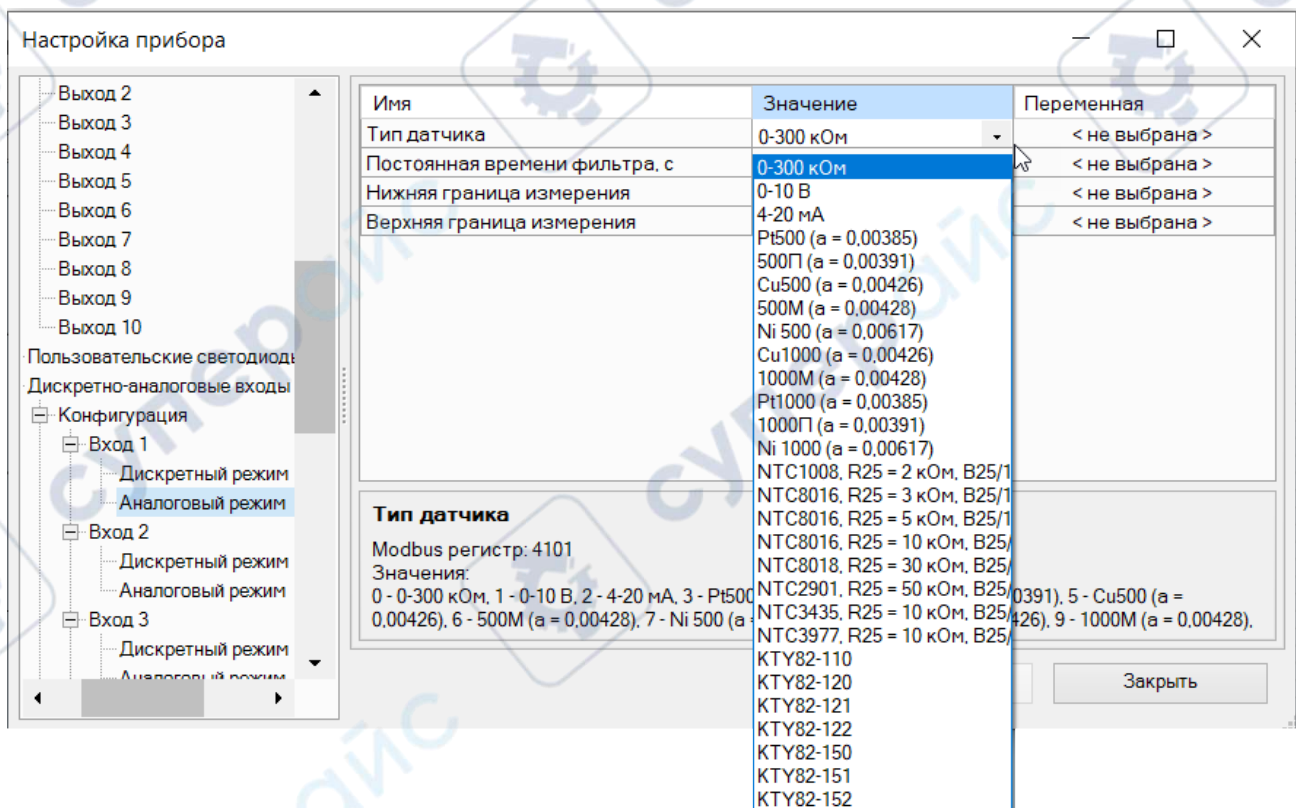 Настройка прибора
Выход 2
Выход 3
Выход 4
Выход 5
Выход 6
Выход 7
Выход 8
Выход 9
Выход 10
Пользовательские светодиоды
Дискретно-аналоговые входы
Конфигурация
Вход 1
Дискретный режим
Аналоговый режим
Вход 2
Дискретный режим
Аналоговый режим
Вход 3
Дискретный режим
Аналоговый режим
Имя Значение Переменная
Тип датчика 0-300 кОм < не выбрана >
Постоянная времени фильтра, с < не выбрана >
Нижняя граница измерения < не выбрана >
Верхняя граница измерения < не выбрана >
0-300 кОм
0-10 В
4-20 мА
Pt500 (a = 0,00385)
500П (a = 0,00391)
Cu500 (a = 0,00426)
500М (a = 0,00428)
Ni 500 (a = 0,00617)
Cu1000 (a = 0,00426)
1000М (a = 0,00428)
Pt1000 (a = 0,00385)
1000П (a = 0,00391)
Ni 1000 (a = 0,00617)
NTC1008, R25 = 2 кОм, B25/1
NTC8016, R25 = 3 кОм, B25/1
NTC8016, R25 = 5 кОм, B25/1
NTC8016, R25 = 10 кОм, B25/
NTC8018, R25 = 30 кОм, B25/
NTC2901, R25 = 50 кОм, B25/
NTC3435, R25 = 10 кОм, B25/
NTC3977, R25 = 10 кОм, B25/
KTY82-110
KTY82-120
KTY82-121
KTY82-122
KTY82-150
KTY82-151
KTY82-152
Тип датчика
Modbus регистр: 4101
Значения:
0 - 0-300 кОм, 1 - 0-10 В, 2 - 4-20 мА, 3 - Pt500 0391), 5 - Cu500 (a =
0,00426), 6 - 500М (a = 0,00428), 7 - Ni 500 (a 426), 9 - 1000М (a = 0,00428),
Закрыть
суперайс
суперайс